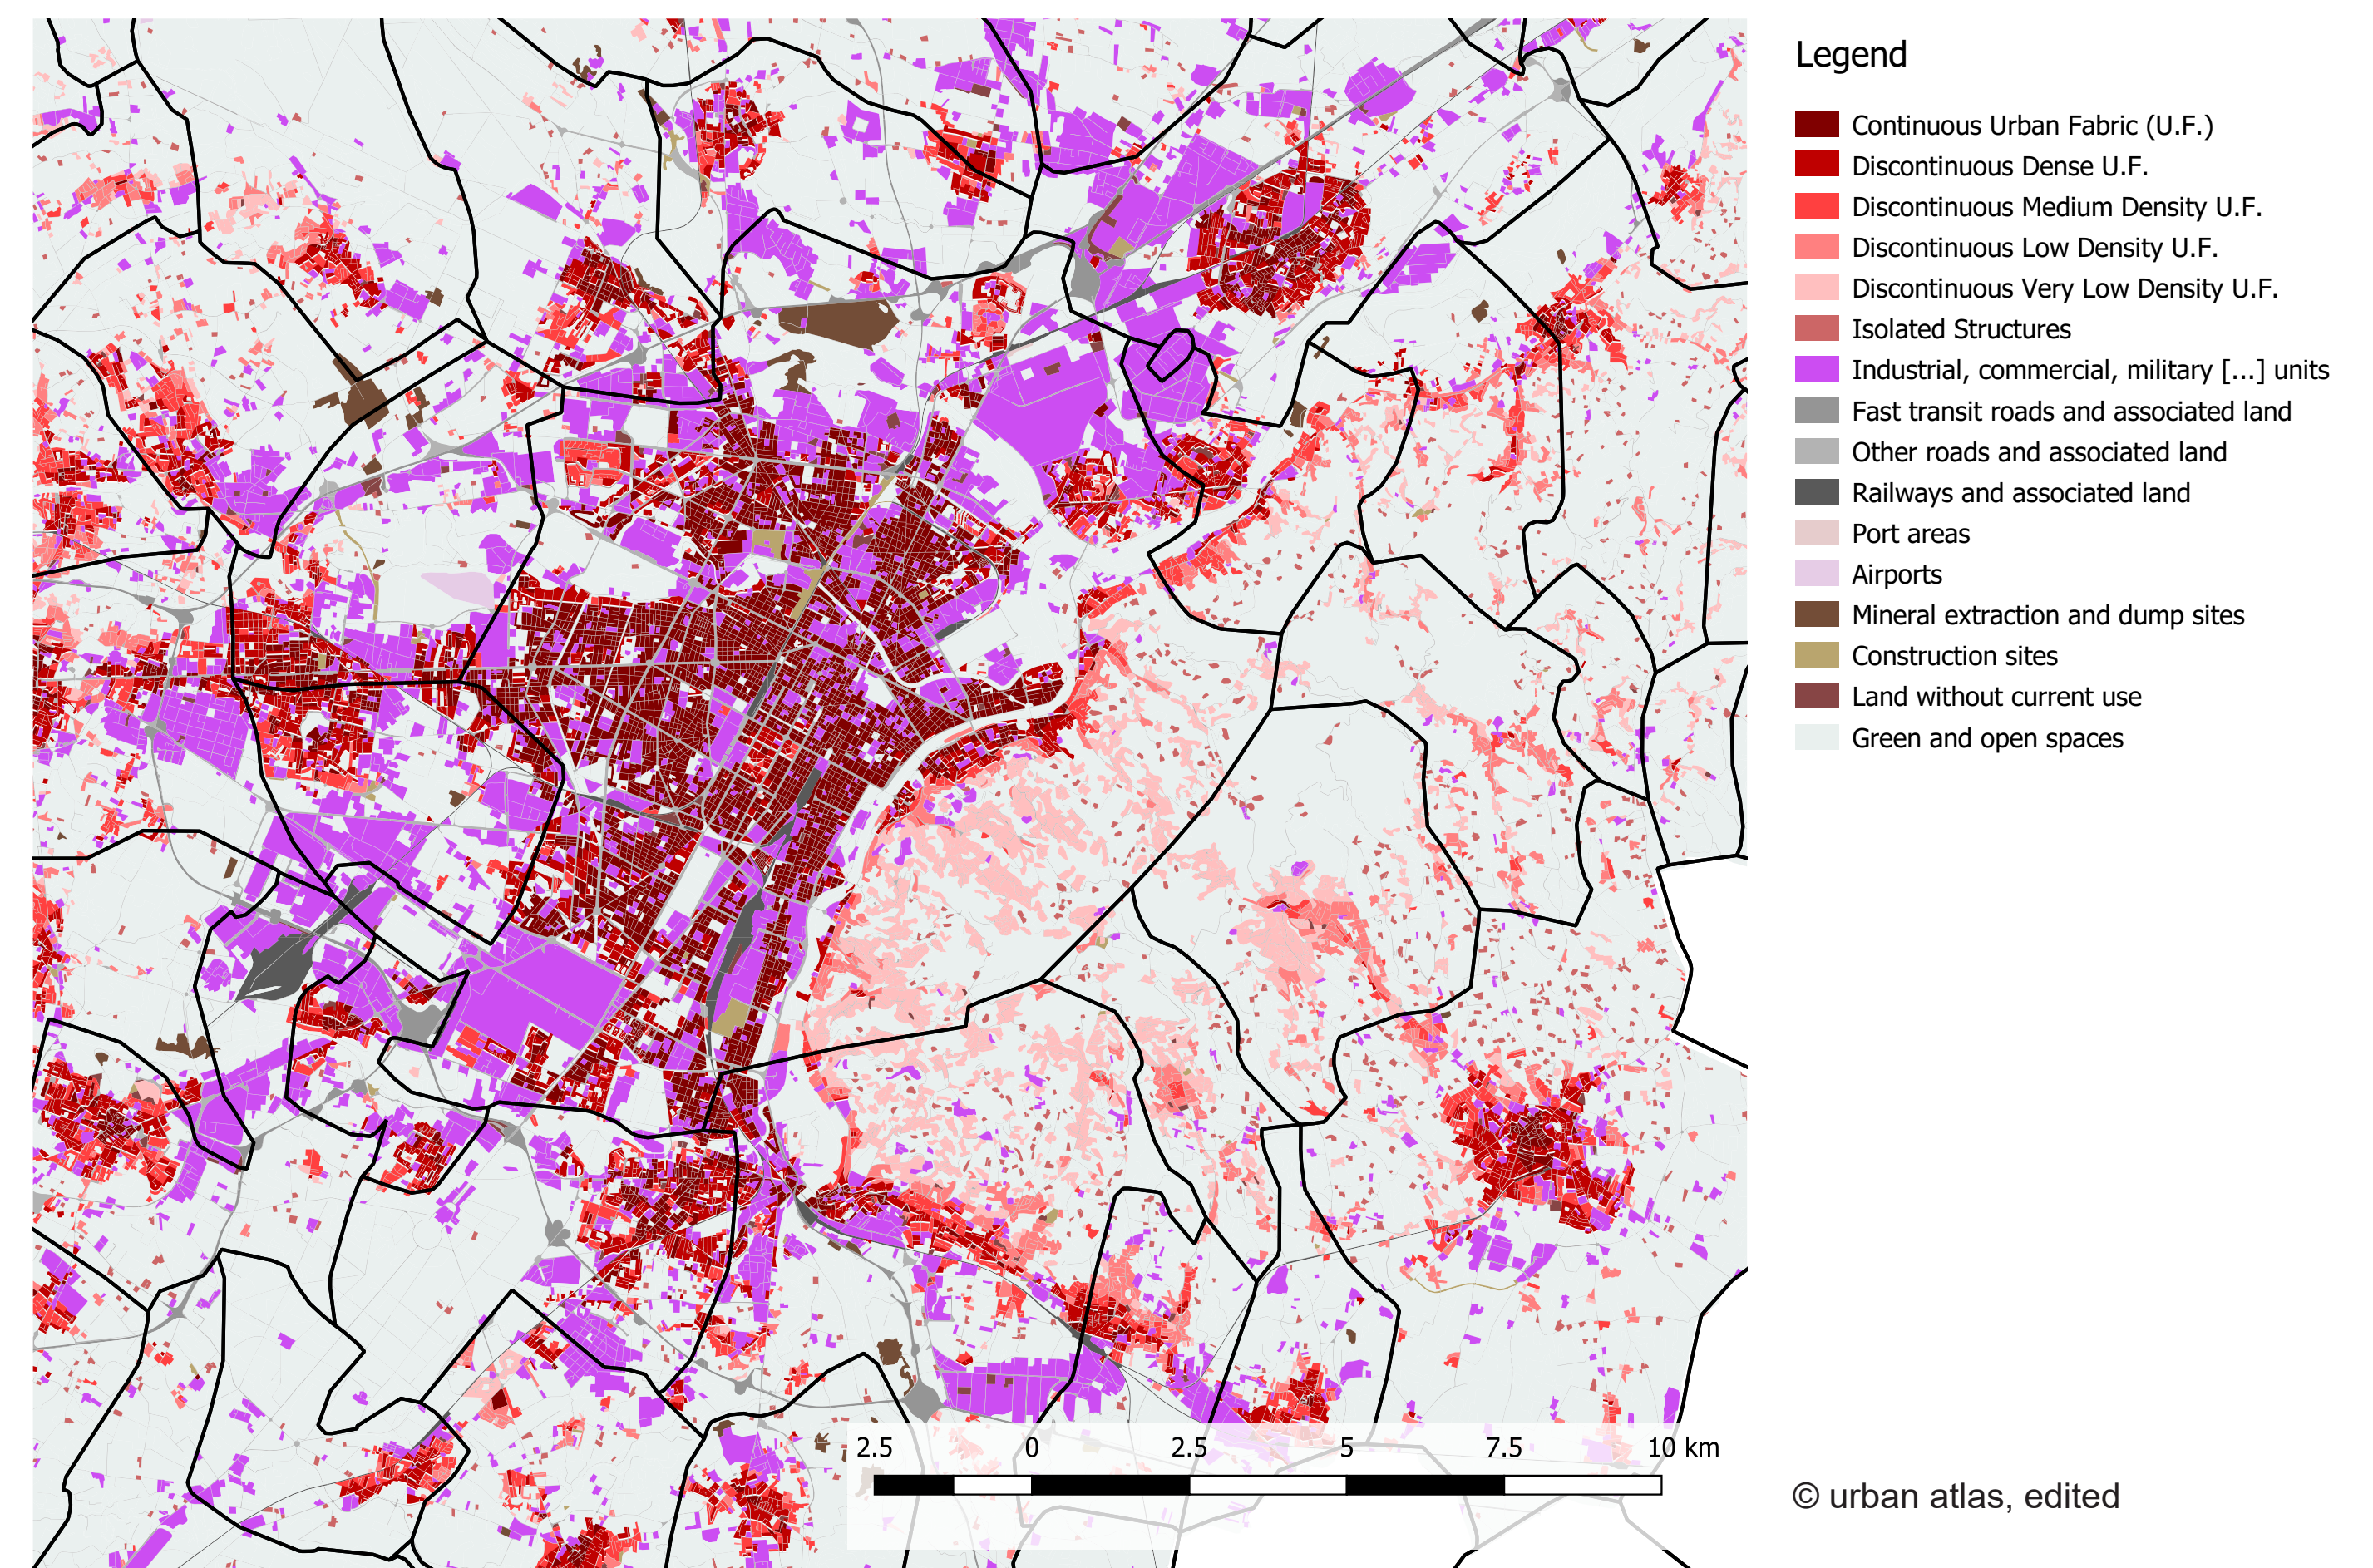 Legend
Continuous Urban Fabric (U.F.)
Discontinuous Dense U.F.
Discontinuous Medium Density U.F.
Discontinuous Low Density U.F.
Discontinuous Very Low Density U.F.
Isolated Structures
Industrial, commercial, military [...] units
Fast transit roads and associated land
Other roads and associated land
Railways and associated land
Port areas
Airports
Mineral extraction and dump sites
Construction sites
Land without current use
Green and open spaces
2.5 0 2.5 5 7.5 10 km
© urban atlas, edited